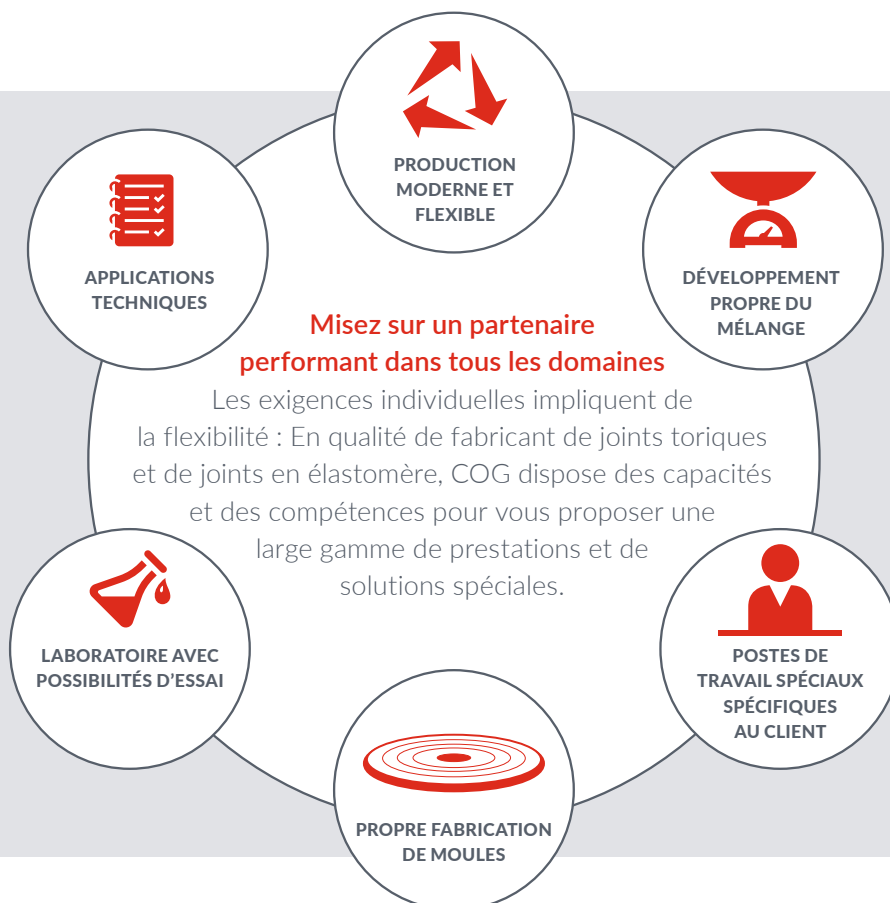 PRODUCTION
MODERNE ET
FLEXIBLE
APPLICATIONS
TECHNIQUES
DÉVELOPPEMENT
PROPRE DU
MÉLANGE
Misez sur un partenaire
performant dans tous les domaines
Les exigences individuelles impliquent de
la flexibilité : En qualité de fabricant de joints toriques
et de joints en élastomère, COG dispose des capacités
et des compétences pour vous proposer une
large gamme de prestations et de
solutions spéciales.
LABORATOIRE AVEC
POSSIBILITÉS D’ESSAI
POSTES DE
TRAVAIL SPÉCIAUX
SPÉCIFIQUES
AU CLIENT
PROPRE FABRICATION
DE MOULES